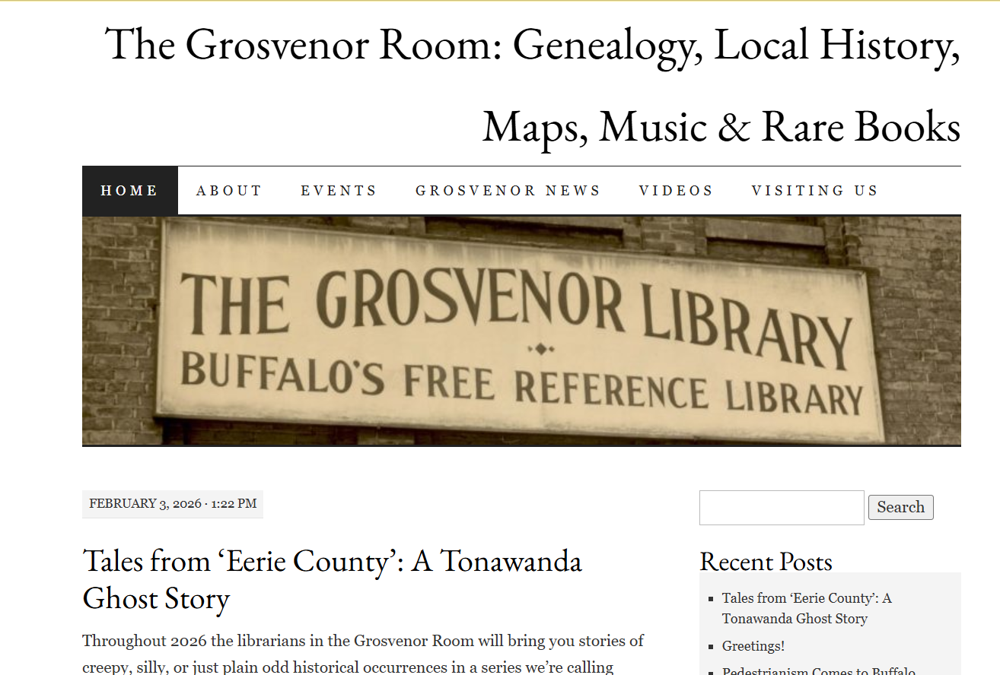 The Grosvenor Room: Genealogy, Local History,
Maps, Music & Rare Books
HOME ABOUT EVENTS GROSVENOR NEWS VIDEOS VISITING US
THE GROSVENOR LIBRARY
BUFFALO'S FREE REFERENCE LIBRARY
FEBRUARY 3, 2026 · 1:22 PM
Tales from ‘Eerie County’: A Tonawanda
Ghost Story
Throughout 2026 the librarians in the Grosvenor Room will bring you stories of
creepy, silly, or just plain odd historical occurrences in a series we’re calling
Search
Recent Posts
Tales from ‘Eerie County’: A
Tonawanda Ghost Story
Greetings!
Pedestrianism Comes to Buffalo